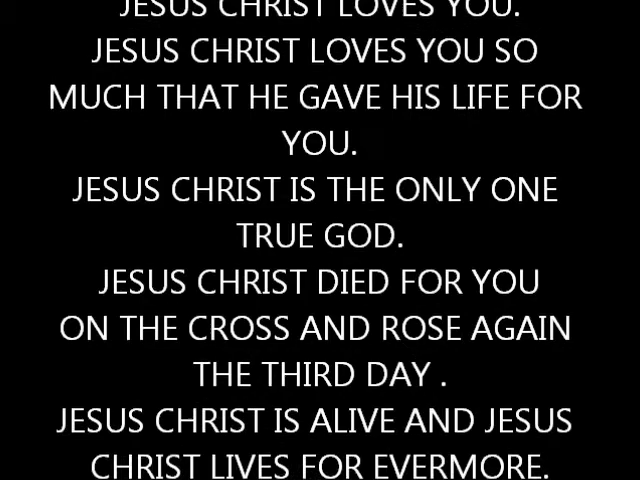 JESUS CHRIST LOVES YOU.
JESUS CHRIST LOVES YOU SO
MUCH THAT HE GAVE HIS LIFE FOR
YOU.
JESUS CHRIST IS THE ONLY ONE
TRUE GOD.
JESUS CHRIST DIED FOR YOU
ON THE CROSS AND ROSE AGAIN
THE THIRD DAY .
JESUS CHRIST IS ALIVE AND JESUS
CHRIST LIVES FOR EVERMORE.